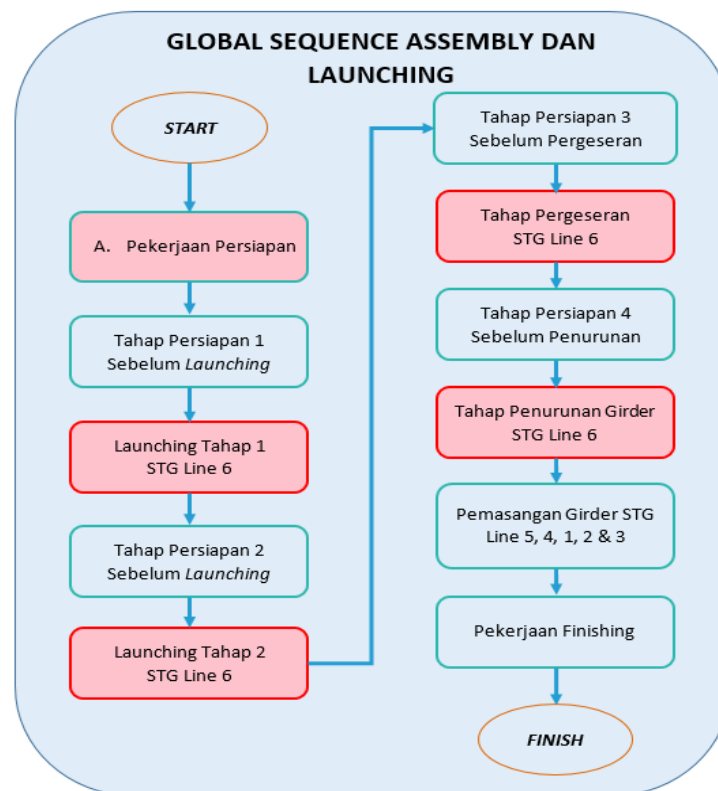 GLOBAL SEQUENCE ASSEMBLY DAN
LAUNCHING
START
A. Pekerjaan Persiapan
Tahap Persiapan 1
Sebelum Launching
Launching Tahap 1
STG Line 6
Tahap Persiapan 2
Sebelum Launching
Launching Tahap 2
STG Line 6
Tahap Persiapan 3
Sebelum Pergeseran
Tahap Pergeseran
STG Line 6
Tahap Persiapan 4
Sebelum Penurunan
Tahap Penurunan Girder
STG Line 6
Pemasangan Girder STG
Line 5, 4, 1, 2 & 3
Pekerjaan Finishing
FINISH